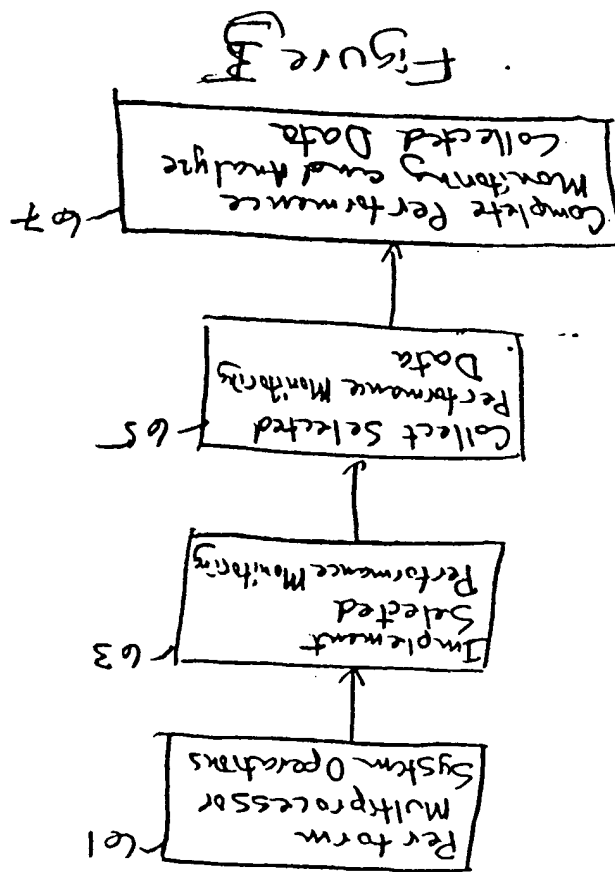 61
Perform
Multiprocessor
System Operations
63
Implement
Selected
Performance Monitoring
65
Collect Selected
Performance Monitoring
Data
67
Complete Performance
Monitoring and Analyze
Collected Data
Figure